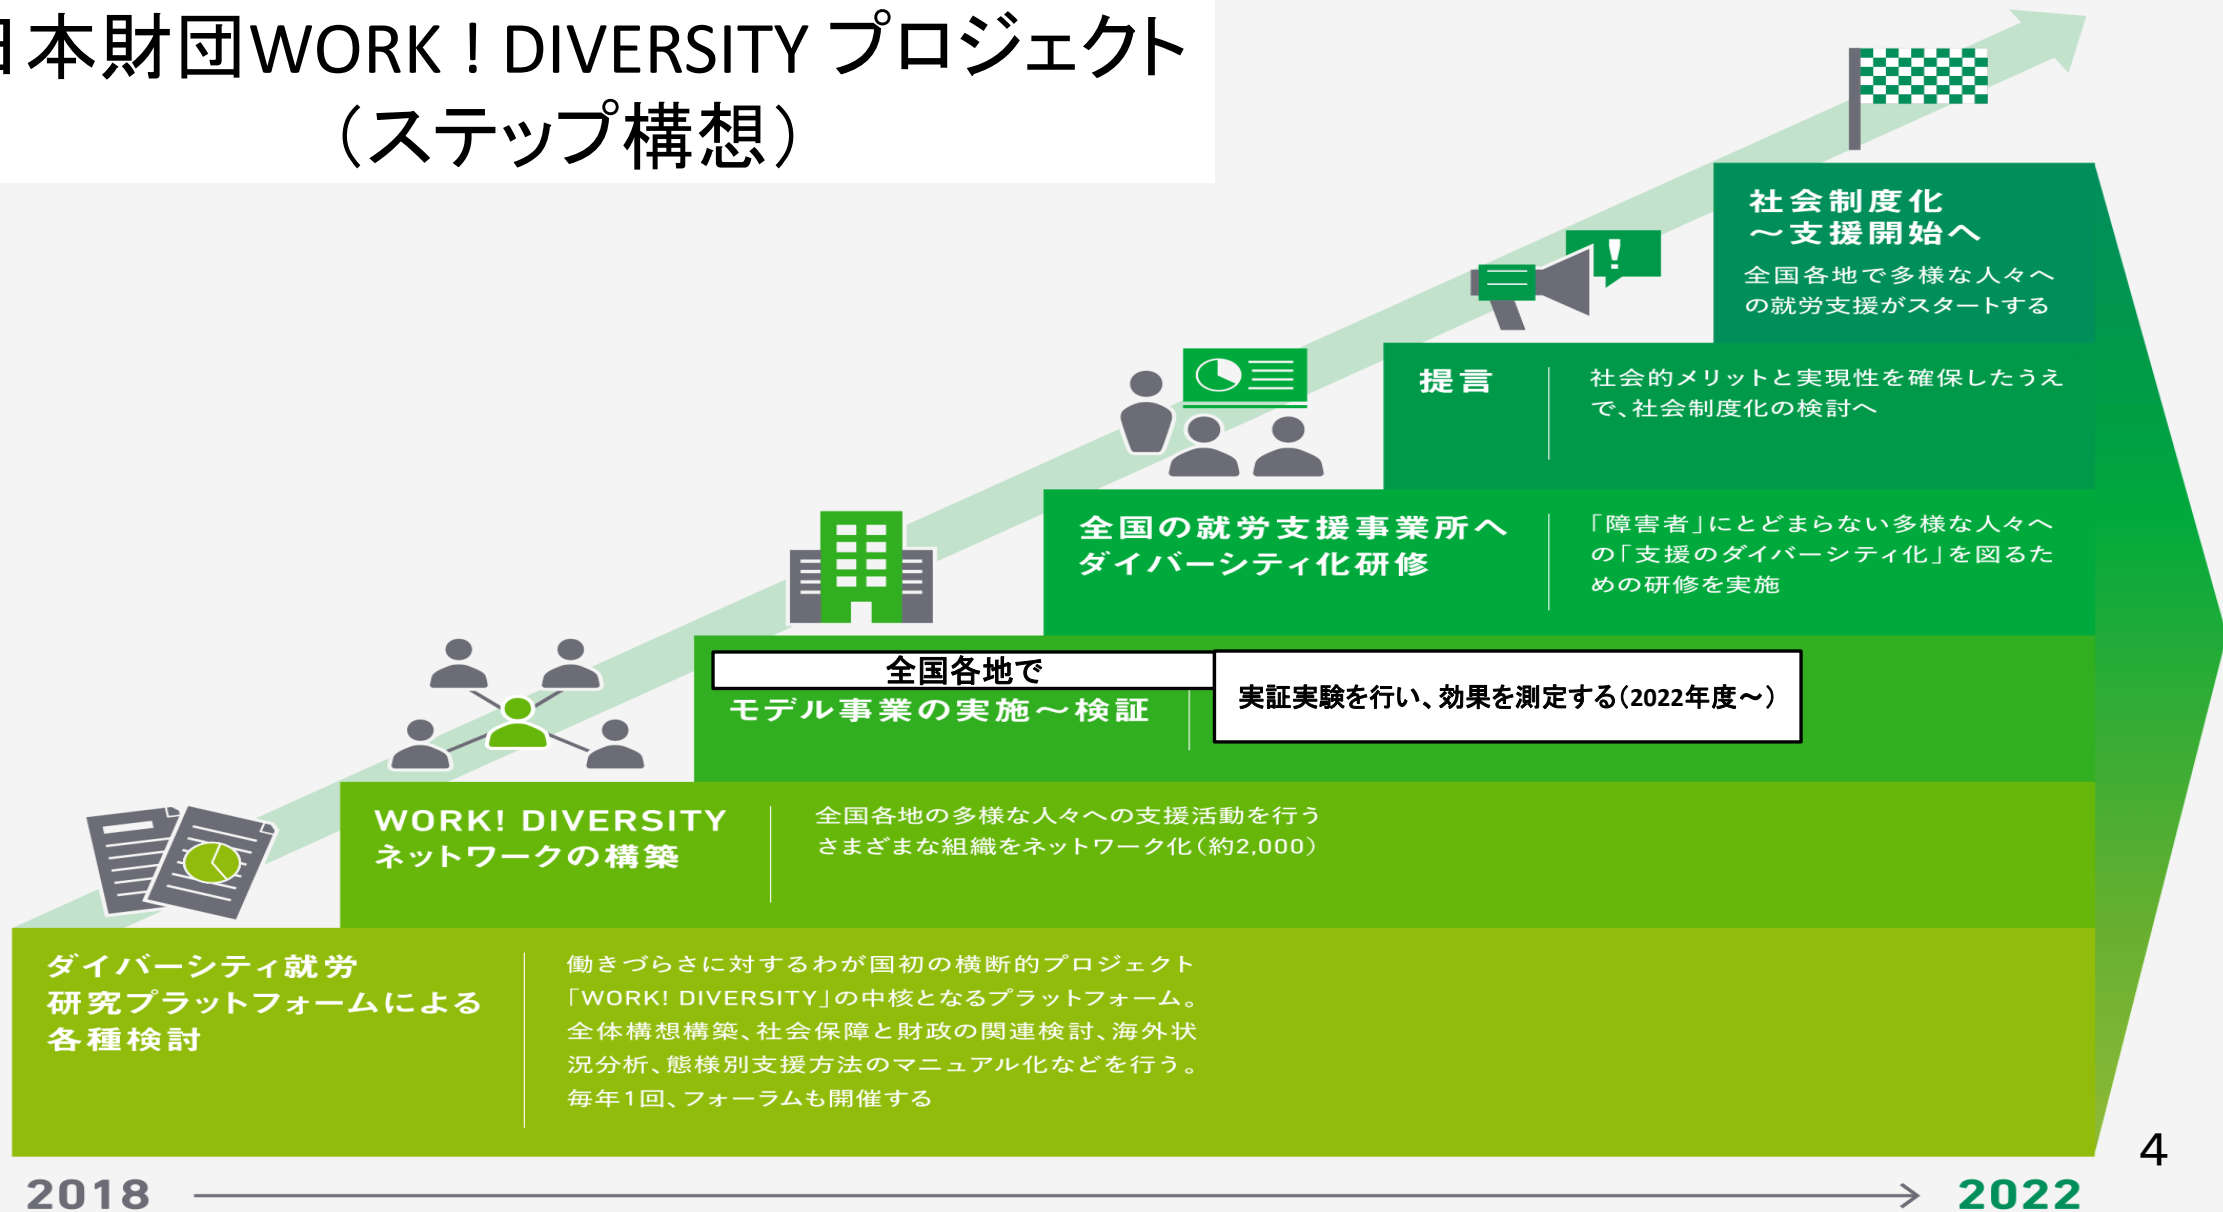 日本財団WORK！DIVERSITY プロジェクト
（ステップ構想）
社会制度化
～支援開始へ
全国各地で多様な人々へ
の就労支援がスタートする
提言
社会的メリットと実現性を確保したうえ
で、社会制度化の検討へ
全国の就労支援事業所へ
ダイバーシティ化研修
「障害者」にとどまらない多様な人々へ
の「支援のダイバーシティ化」を図るた
めの研修を実施
全国各地で
モデル事業の実施～検証
実証実験を行い、効果を測定する（2022年度～）
WORK! DIVERSITY
ネットワークの構築
全国各地の多様な人々への支援活動を行う
さまざまな組織をネットワーク化（約2,000）
ダイバーシティ就労
研究プラットフォームによる
各種検討
働きづらさに対するわが国初の横断的プロジェクト
「WORK! DIVERSITY」の中核となるプラットフォーム。
全体構想構築、社会保障と財政の関連検討、海外状
況分析、態様別支援方法のマニュアル化などを行う。
毎年1回、フォーラムも開催する
4
2018
2022